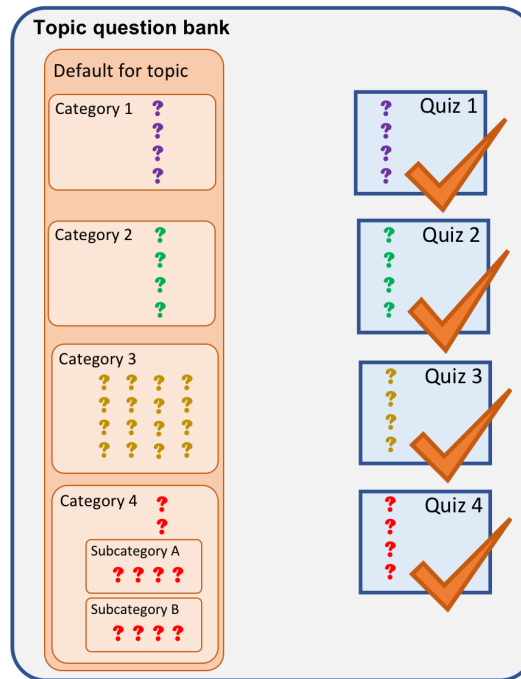 Topic question bank
Default for topic
Category 1
? ? ? ?
Quiz 1
? ? ? ?
Category 2
? ? ? ?
Quiz 2
? ? ? ?
Category 3
? ? ? ?
? ? ? ?
? ? ? ?
? ? ? ?
Quiz 3
? ? ? ?
Category 4
? ?
Subcategory A
? ? ? ?
Subcategory B
? ? ? ?
Quiz 4
? ? ? ?